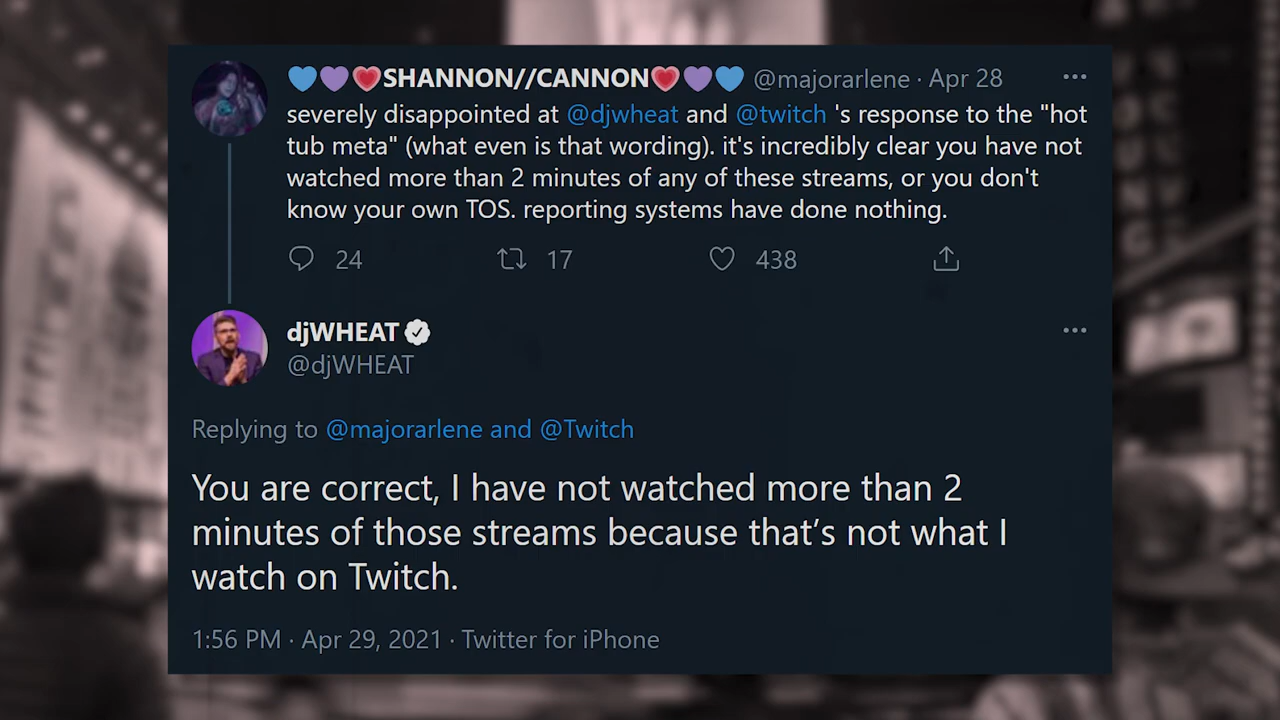 💙💜💗SHANNON//CANNON💗💜💙 @majorarlene · Apr 28
severely disappointed at @djwheat and @twitch 's response to the "hot
tub meta" (what even is that wording). it's incredibly clear you have not
watched more than 2 minutes of any of these streams, or you don't
know your own TOS. reporting systems have done nothing.
24 17 438
djWHEAT
@djWHEAT
Replying to @majorarlene and @Twitch
You are correct, I have not watched more than 2
minutes of those streams because that’s not what I
watch on Twitch.
1:56 PM · Apr 29, 2021 · Twitter for iPhone